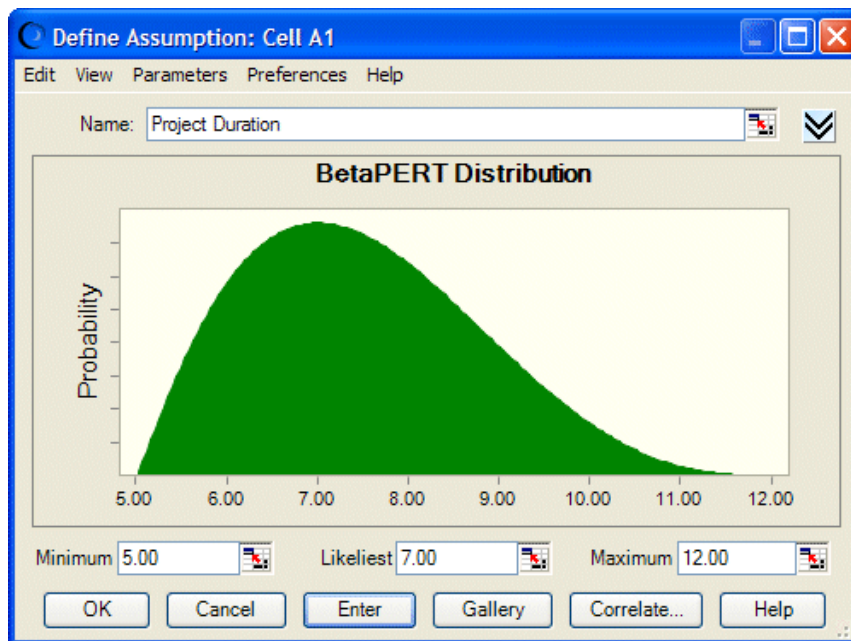 Define Assumption: Cell A1
Edit View Parameters Preferences Help
Name: Project Duration
BetaPERT Distribution
Probability
5.00 6.00 7.00 8.00 9.00 10.00 11.00 12.00
Minimum 5.00 Likeliest 7.00 Maximum 12.00
OK Cancel Enter Gallery Correlate... Help